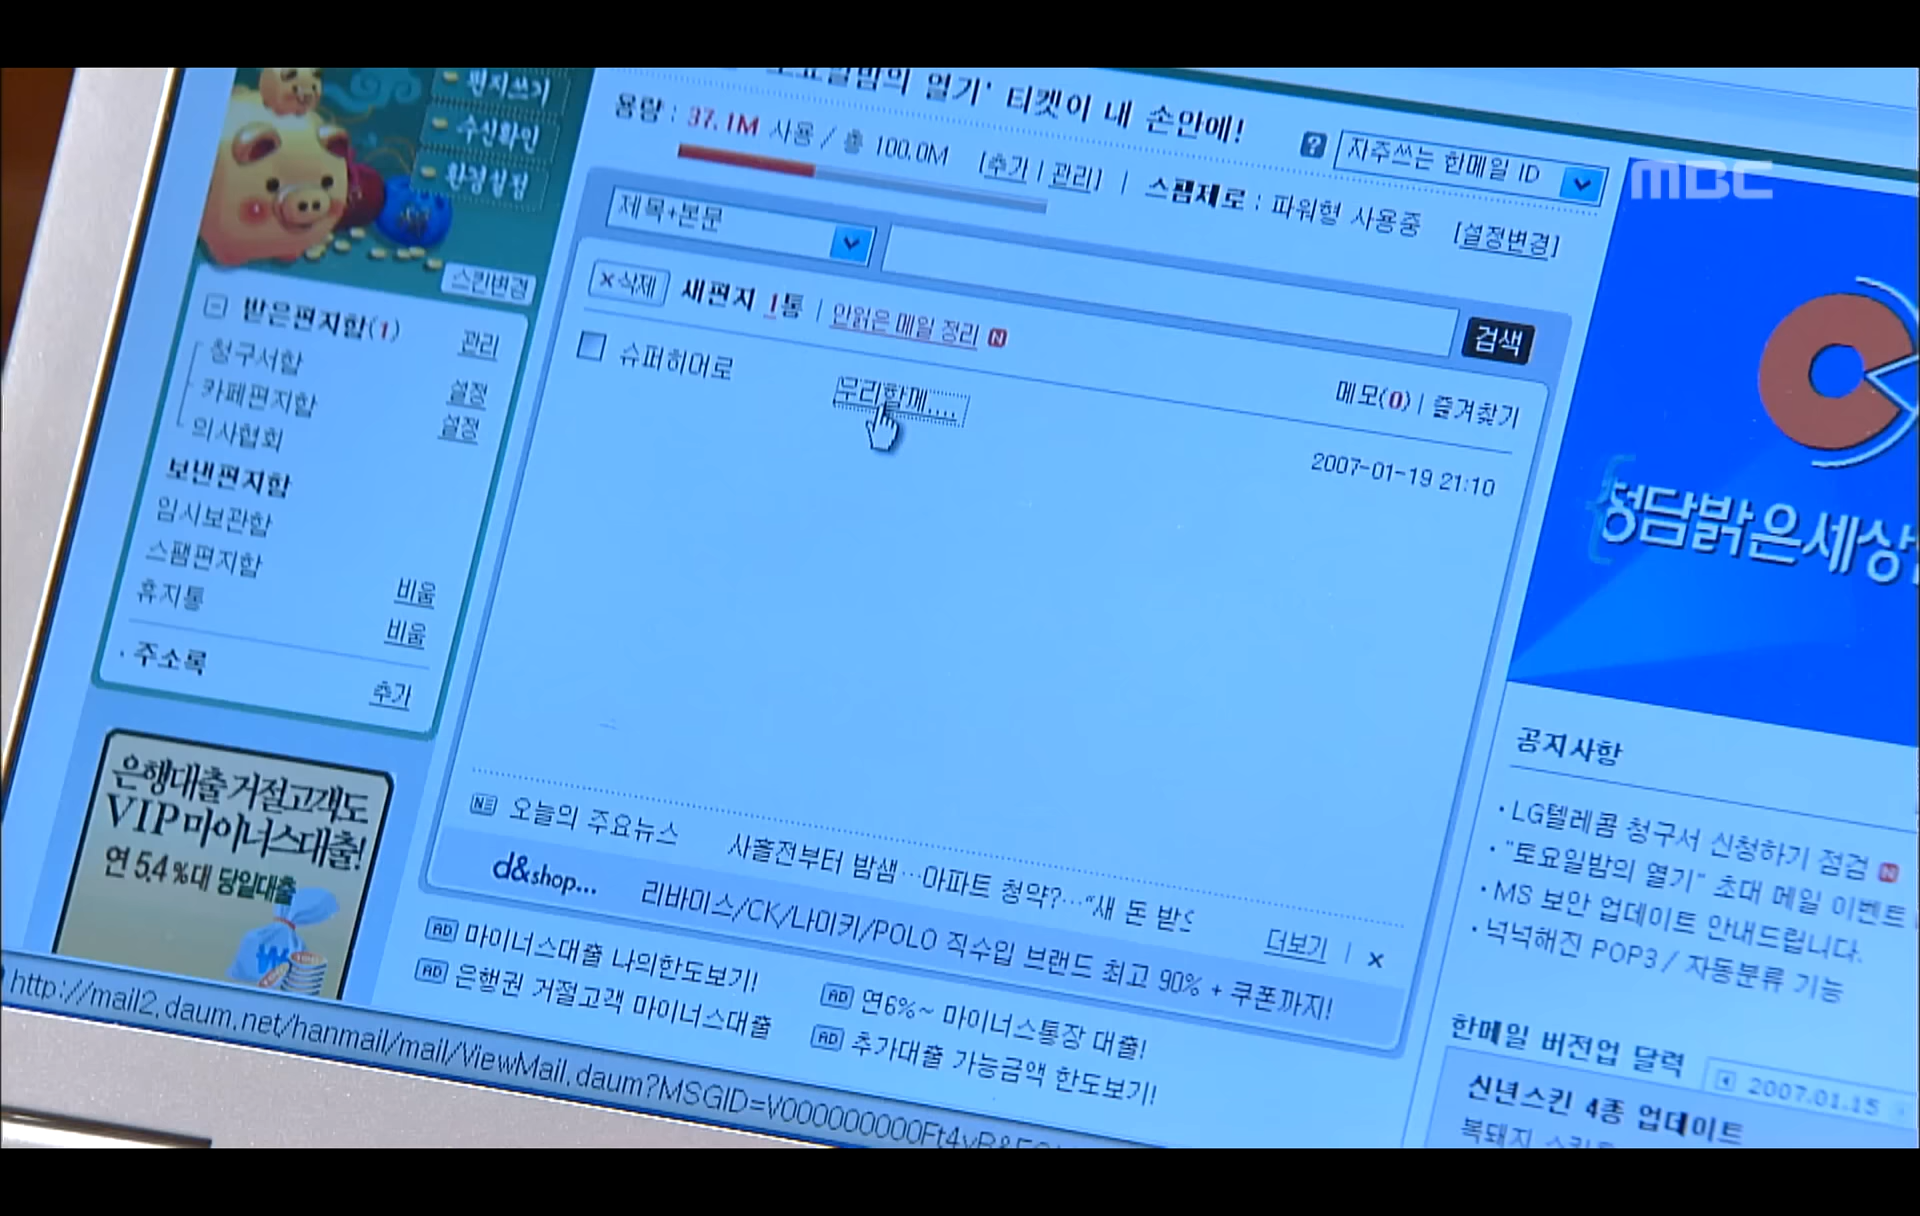 편지쓰기
수신확인
환경설정
스킨변경
토요일밤의 열기' 티켓이 내 손안에!
용량 : 37.1M 사용 / 총 100.0M [추가 | 관리] | 스팸제로 : 파워형 사용중 [설정변경]
? 자주쓰는 한메일 ID
MBC
제목+본문
검색
×삭제 새편지 1통 | 안읽은 메일 정리 N
메모(0) | 즐겨찾기
슈퍼히어로 우리함께.... 2007-01-19 21:10
받은편지함(1) 관리
청구서함
카페편지함 설정
의사협회 설정
보낸편지함
임시보관함
스팸편지함 비움
휴지통 비움
· 주소록 추가
은행대출 거절고객도
VIP 마이너스대출!
연 5.4%대 당일대출
청담밝은세상
NE 오늘의 주요뉴스 사흘전부터 밤샘…아파트 청약?…"새 돈 받으
더보기 | ×
d&shop... 리바이스/CK/나이키/POLO 직수입 브랜드 최고 90% + 쿠폰까지!
AD 마이너스대출 나의한도보기!
AD 연6%~ 마이너스통장 대출!
AD 은행권 거절고객 마이너스대출
AD 추가대출 가능금액 한도보기!
공지사항
· LG텔레콤 청구서 신청하기 점검 N
· "토요일밤의 열기" 초대 메일 이벤트
· MS 보안 업데이트 안내드립니다.
· 넉넉해진 POP3 / 자동분류 기능
한메일 버전업 달력
2007.01.15
신년스킨 4종 업데이트
복돼지
http://mail2.daum.net/hanmail/mail/ViewMail.daum?MSGID=V000000000Ft4vB